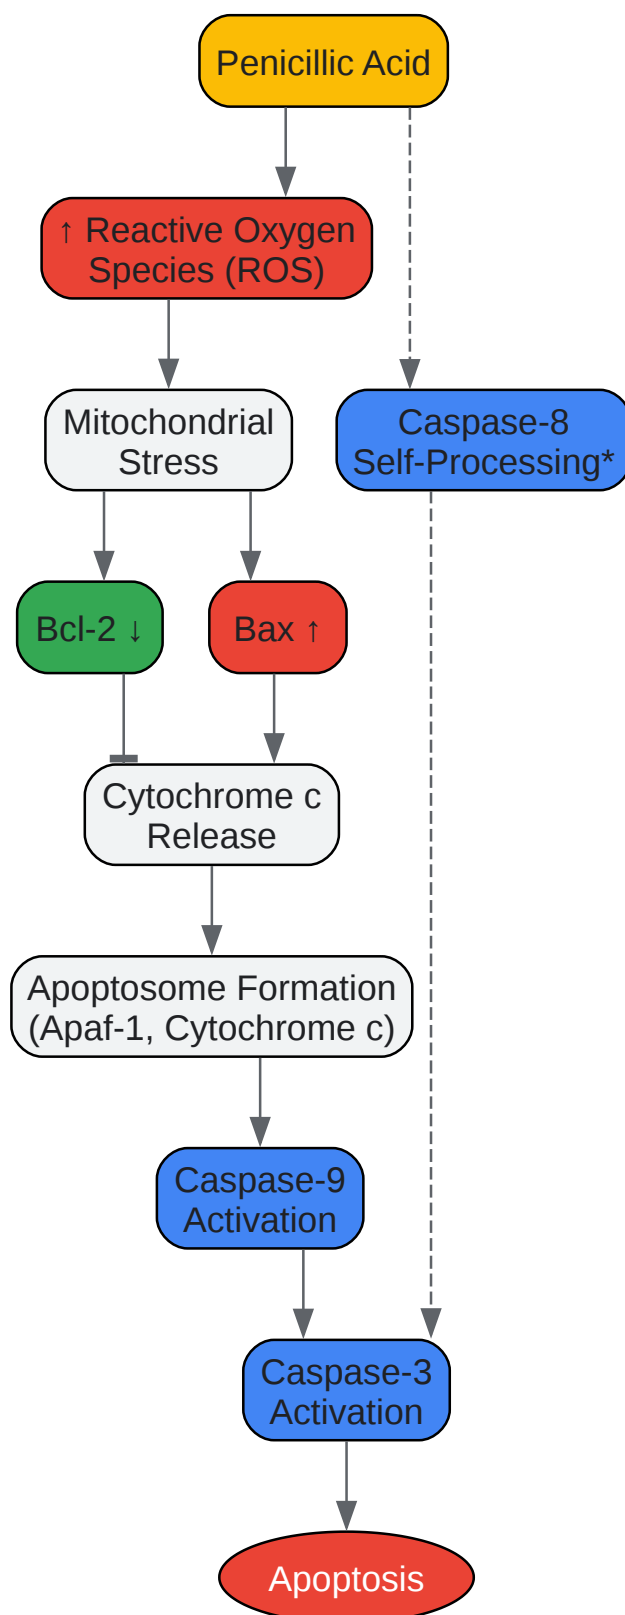 Penicillic Acid
↑ Reactive Oxygen
Species (ROS)
Mitochondrial
Stress
Caspase-8
Self-Processing*
Bcl-2 ↓
Bax ↑
Cytochrome c
Release
Apoptosome Formation
(Apaf-1, Cytochrome c)
Caspase-9
Activation
Caspase-3
Activation
Apoptosis